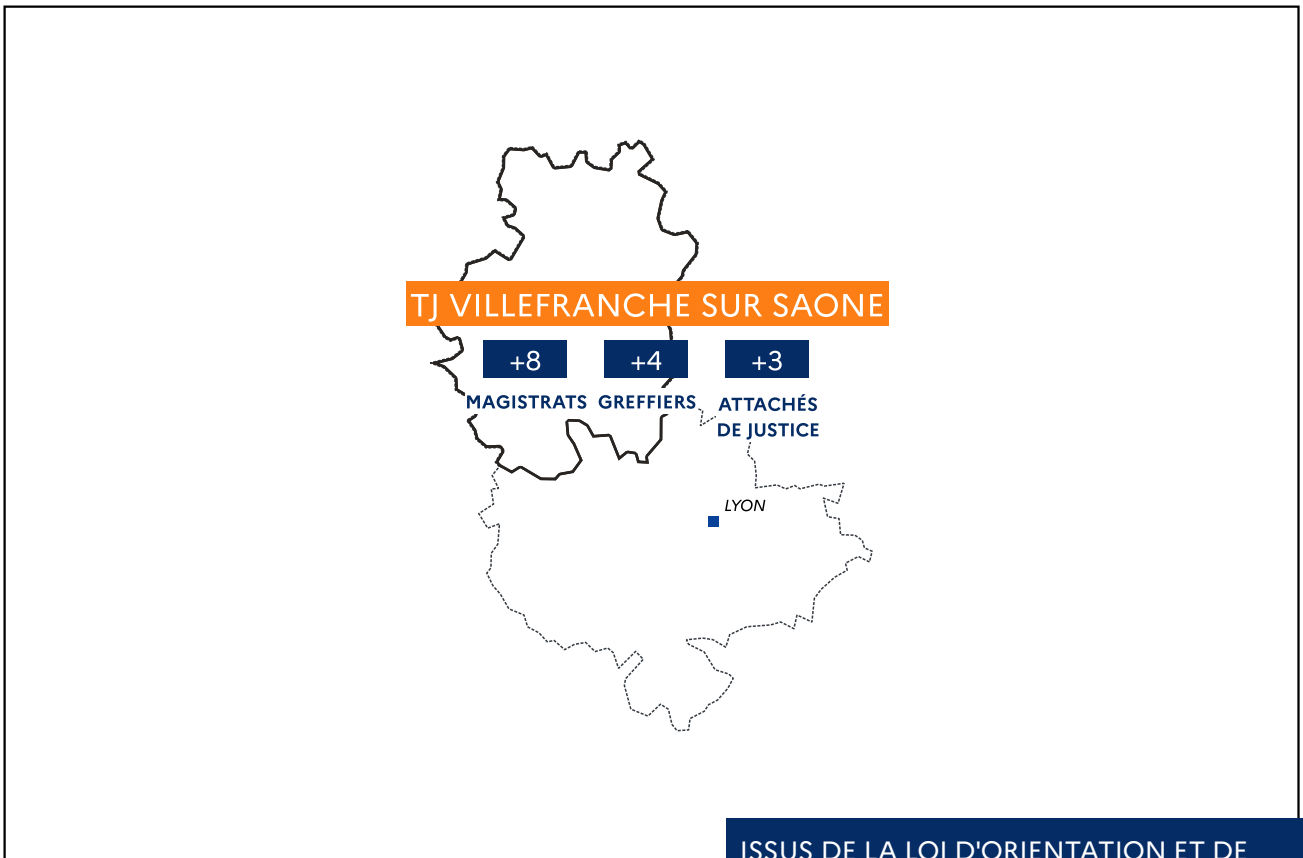 TJ VILLEFRANCHE SUR SAONE
+8 +4 +3
MAGISTRATS GREFFIERS ATTACHÉS
DE JUSTICE
LYON
ISSUS DE LA LOI D'ORIENTATION ET DE